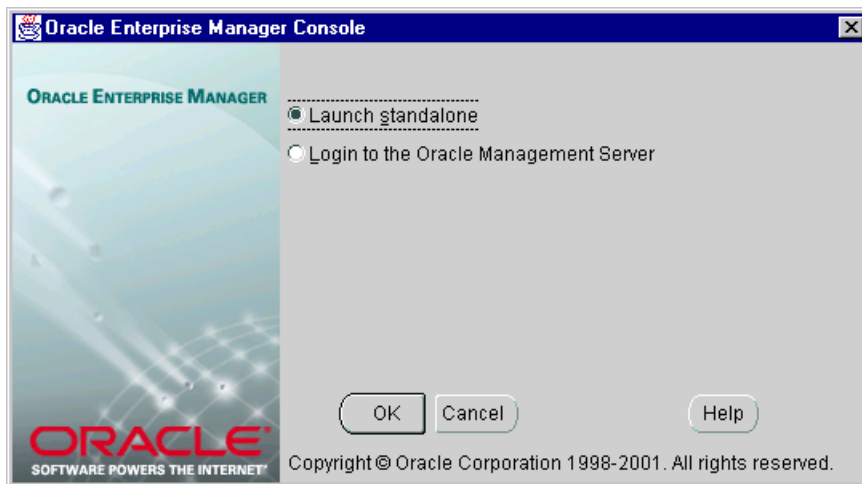 Oracle Enterprise Manager Console
ORACLE ENTERPRISE MANAGER
Launch standalone
Login to the Oracle Management Server
OK Cancel Help
ORACLE®
SOFTWARE POWERS THE INTERNET™
Copyright © Oracle Corporation 1998-2001. All rights reserved.